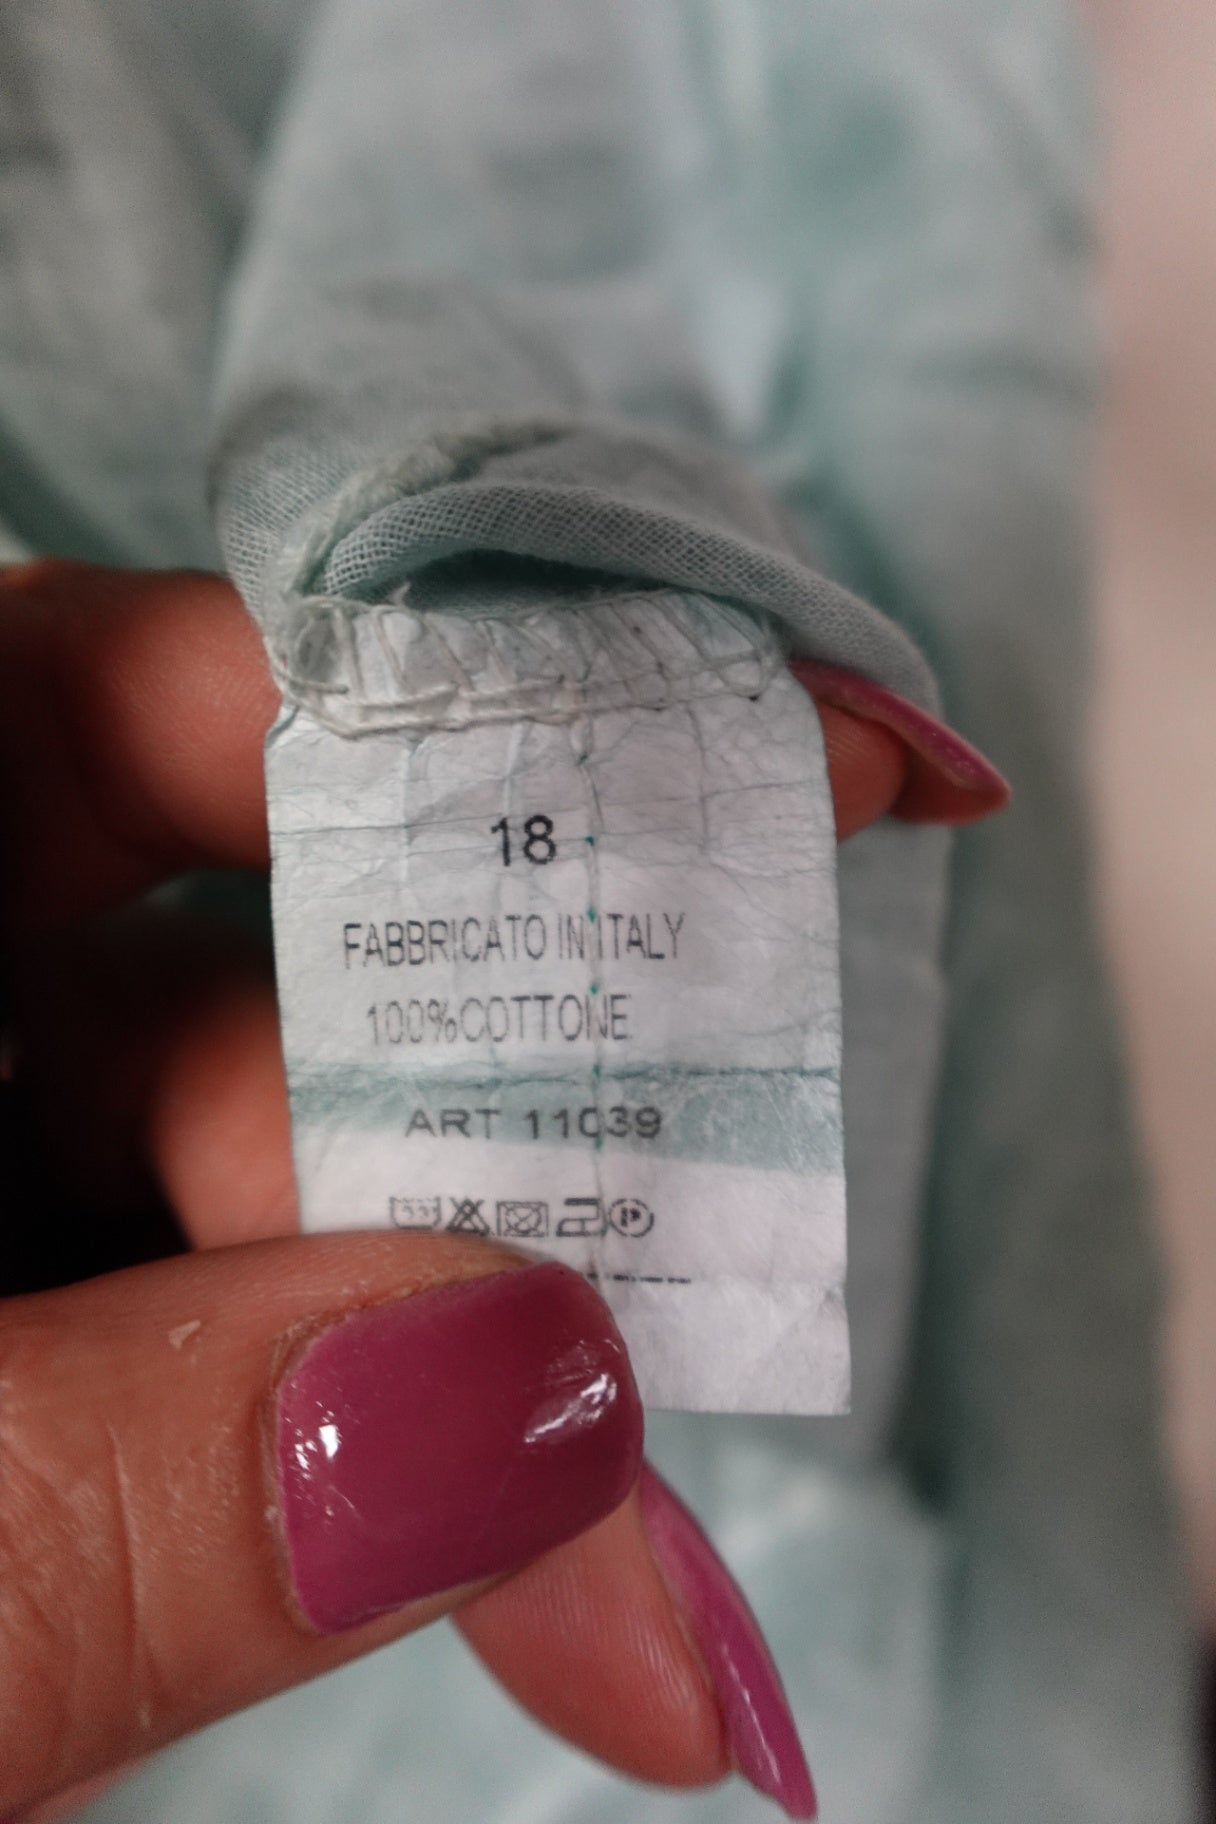 18
FABBRICATO IN ITALY
100%COTTONE
ART 11039
P